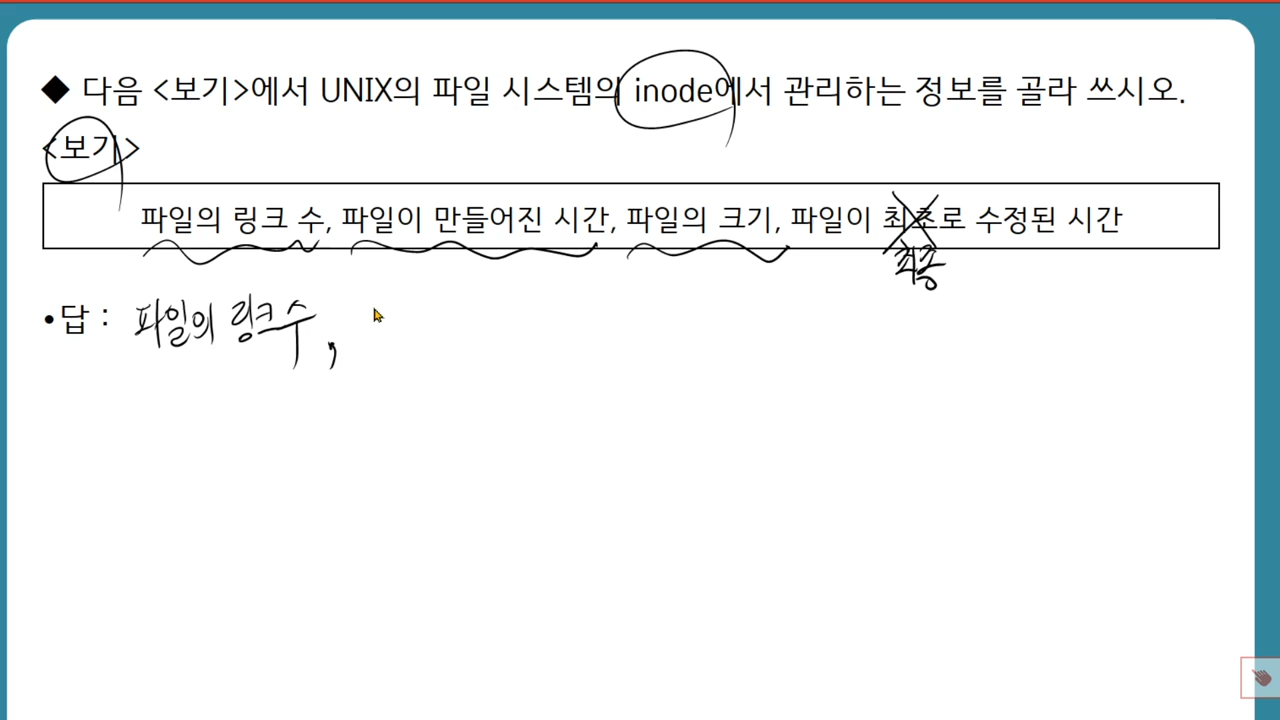 ◆ 다음 <보기>에서 UNIX의 파일 시스템의 inode에서 관리하는 정보를 골라 쓰시오.
<보기>
파일의 링크 수, 파일이 만들어진 시간, 파일의 크기, 파일이 최초로 수정된 시간
최종
•답 : 파일의 링크 수,